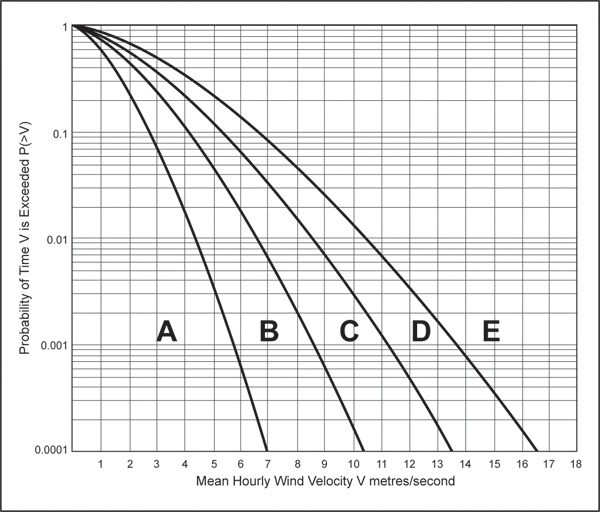 Probability of Time V is Exceeded P(>V)
1
0.1
0.01
0.001
0.0001
A B C D E
1 2 3 4 5 6 7 8 9 10 11 12 13 14 15 16 17 18
Mean Hourly Wind Velocity V metres/second